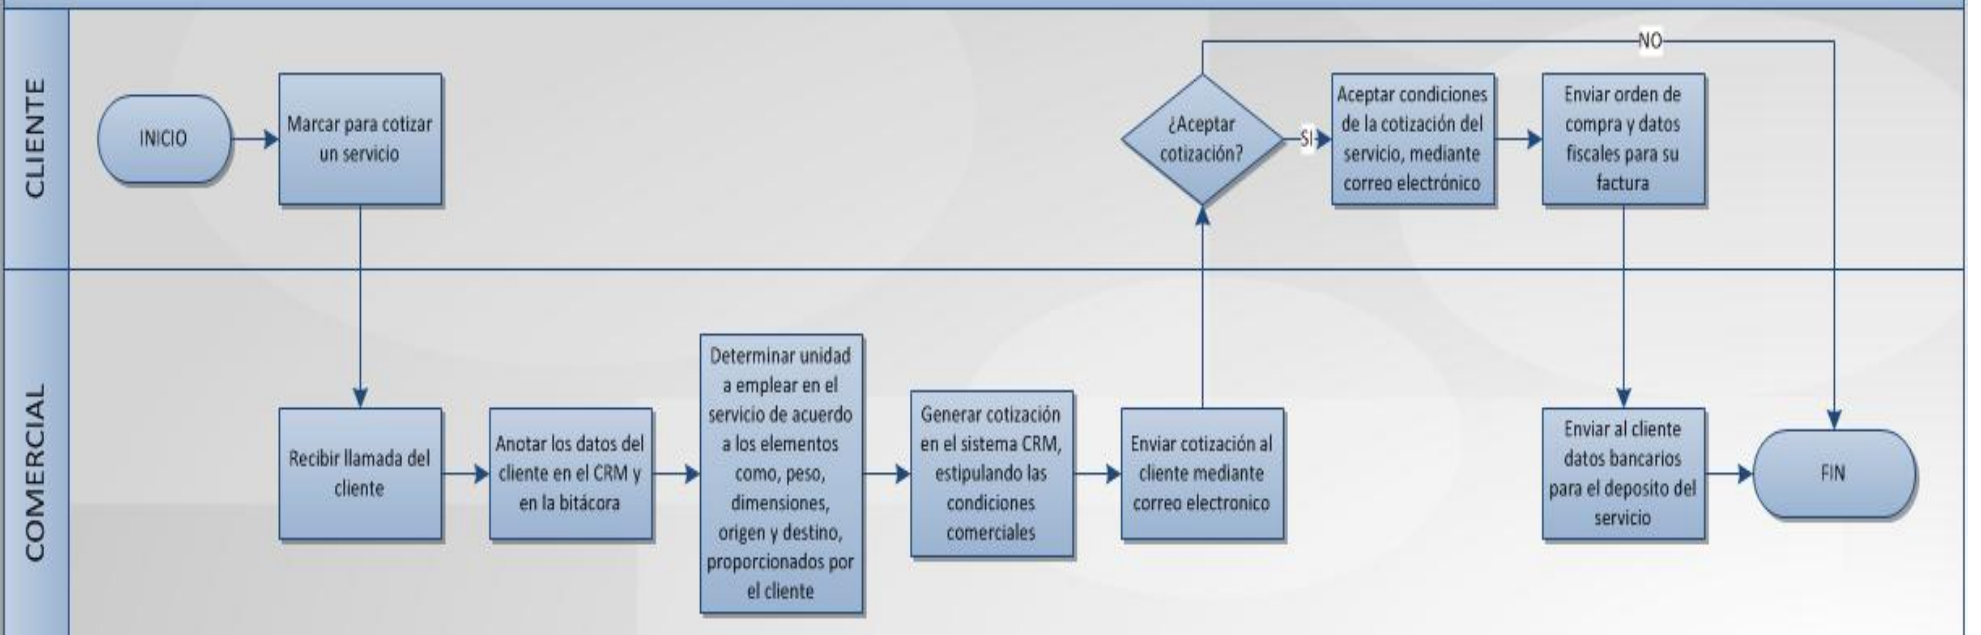 CLIENTE
INICIO
Marcar para cotizar
un servicio
¿Aceptar
cotización?
NO
SI
Aceptar condiciones
de la cotización del
servicio, mediante
correo electrónico
Enviar orden de
compra y datos
fiscales para su
factura
COMERCIAL
Recibir llamada del
cliente
Anotar los datos del
cliente en el CRM y
en la bitácora
Determinar unidad
a emplear en el
servicio de acuerdo
a los elementos
como, peso,
dimensiones,
origen y destino,
proporcionados por
el cliente
Generar cotización
en el sistema CRM,
estipulando las
condiciones
comerciales
Enviar cotización al
cliente mediante
correo electronico
Enviar al cliente
datos bancarios
para el deposito del
servicio
FIN